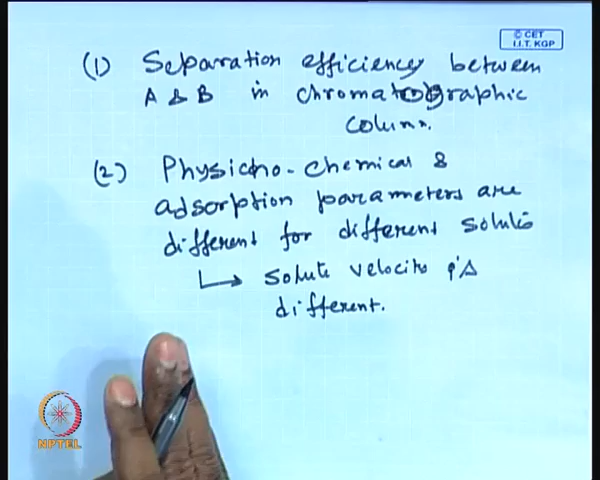 © CET
I.I.T. KGP
(1) Separation efficiency between
A & B in chromatographic
column.
(2) Physicho-chemical &
adsorption parameters are
different for different solutes
↳ solute velocity is
different.
NPTEL